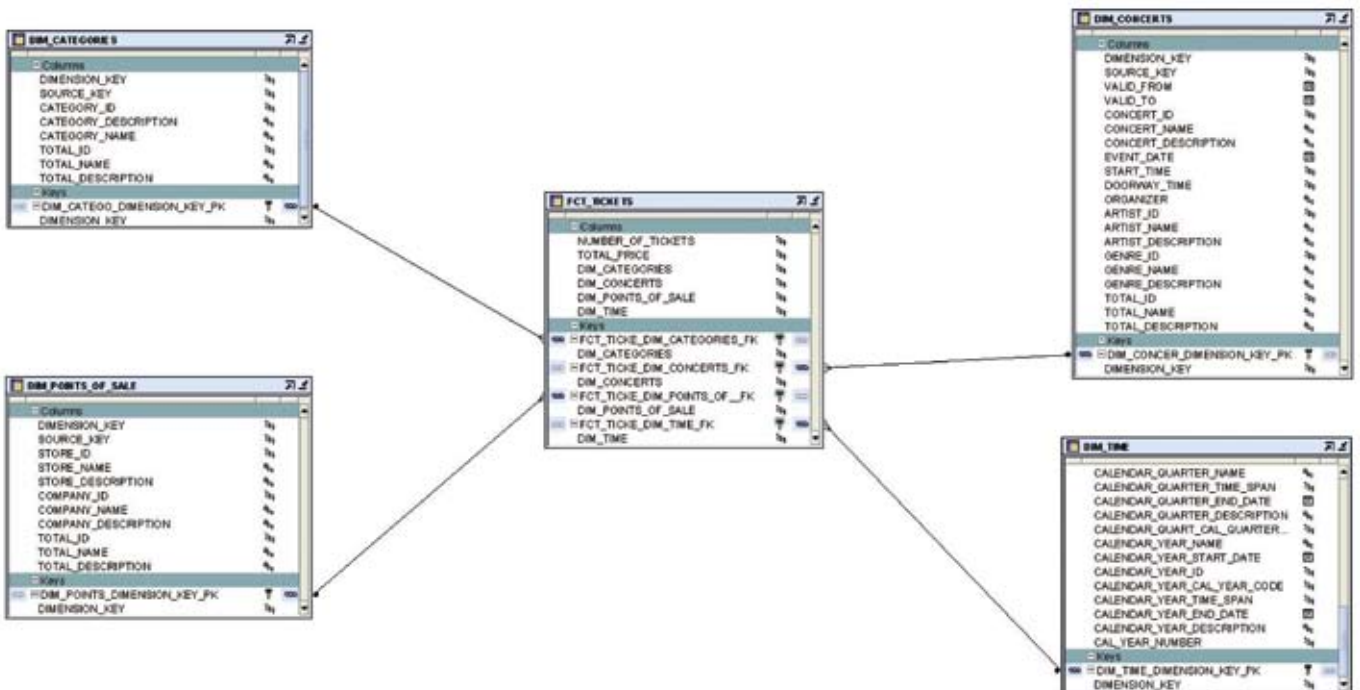 DIM_CATEGORIES
Columns
DIMENSION_KEY
SOURCE_KEY
CATEGORY_ID
CATEGORY_DESCRIPTION
CATEGORY_NAME
TOTAL_ID
TOTAL_NAME
TOTAL_DESCRIPTION
Keys
DIM_CATEGO_DIMENSION_KEY_PK
DIMENSION_KEY
DIM_POINTS_OF_SALE
Columns
DIMENSION_KEY
SOURCE_KEY
STORE_ID
STORE_NAME
STORE_DESCRIPTION
COMPANY_ID
COMPANY_NAME
COMPANY_DESCRIPTION
TOTAL_ID
TOTAL_NAME
TOTAL_DESCRIPTION
Keys
DIM_POINTS_DIMENSION_KEY_PK
DIMENSION_KEY
FCT_TICKETS
Columns
NUMBER_OF_TICKETS
TOTAL_PRICE
DIM_CATEGORIES
DIM_CONCERTS
DIM_POINTS_OF_SALE
DIM_TIME
Keys
FCT_TICKE_DIM_CATEGORIES_FK
DIM_CATEGORIES
FCT_TICKE_DIM_CONCERTS_FK
DIM_CONCERTS
FCT_TICKE_DIM_POINTS_OF__FK
DIM_POINTS_OF_SALE
FCT_TICKE_DIM_TIME_FK
DIM_TIME
DIM_CONCERTS
Columns
DIMENSION_KEY
SOURCE_KEY
VALID_FROM
VALID_TO
CONCERT_ID
CONCERT_NAME
CONCERT_DESCRIPTION
EVENT_DATE
START_TIME
DOORWAY_TIME
ORGANIZER
ARTIST_ID
ARTIST_NAME
ARTIST_DESCRIPTION
GENRE_ID
GENRE_NAME
GENRE_DESCRIPTION
TOTAL_ID
TOTAL_NAME
TOTAL_DESCRIPTION
Keys
DIM_CONCER_DIMENSION_KEY_PK
DIMENSION_KEY
DIM_TIME
CALENDAR_QUARTER_NAME
CALENDAR_QUARTER_TIME_SPAN
CALENDAR_QUARTER_END_DATE
CALENDAR_QUARTER_DESCRIPTION
CALENDAR_QUART_CAL_QUARTER...
CALENDAR_YEAR_NAME
CALENDAR_YEAR_START_DATE
CALENDAR_YEAR_ID
CALENDAR_YEAR_CAL_YEAR_CODE
CALENDAR_YEAR_TIME_SPAN
CALENDAR_YEAR_END_DATE
CALENDAR_YEAR_DESCRIPTION
CAL_YEAR_NUMBER
Keys
DIM_TIME_DIMENSION_KEY_PK
DIMENSION_KEY